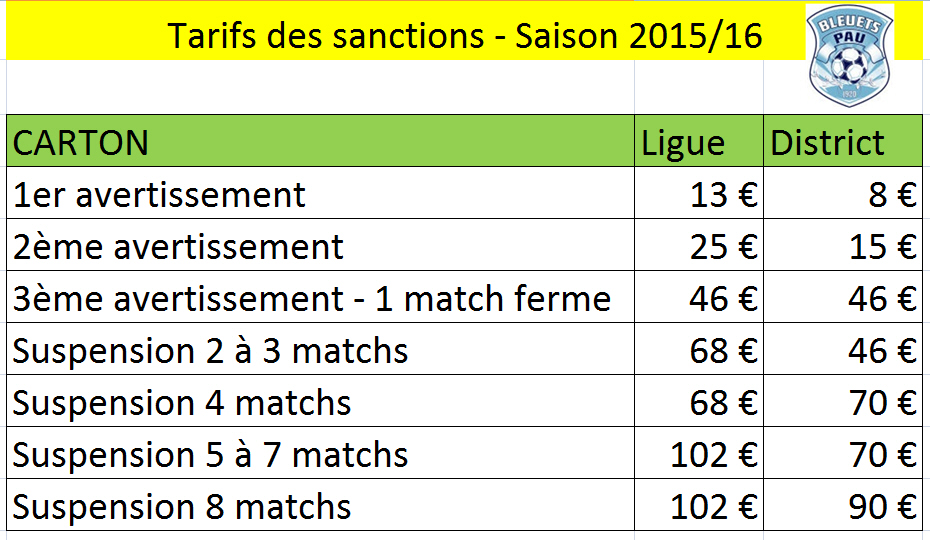 Tarifs des sanctions - Saison 2015/16
BLEUETS
PAU
1920
CARTON Ligue District
1er avertissement 13 € 8 €
2ème avertissement 25 € 15 €
3ème avertissement - 1 match ferme 46 € 46 €
Suspension 2 à 3 matchs 68 € 46 €
Suspension 4 matchs 68 € 70 €
Suspension 5 à 7 matchs 102 € 70 €
Suspension 8 matchs 102 € 90 €